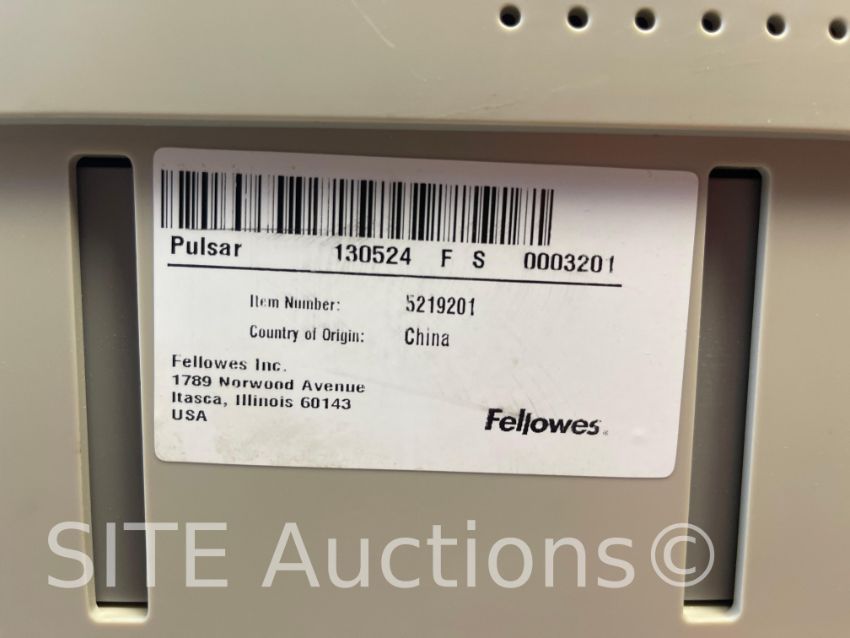 Pulsar 130524 F S 0003201
Item Number: 5219201
Country of Origin: China
Fellowes Inc.
1789 Norwood Avenue
Itasca, Illinois 60143
USA
Fellowes
SITE Auctions©